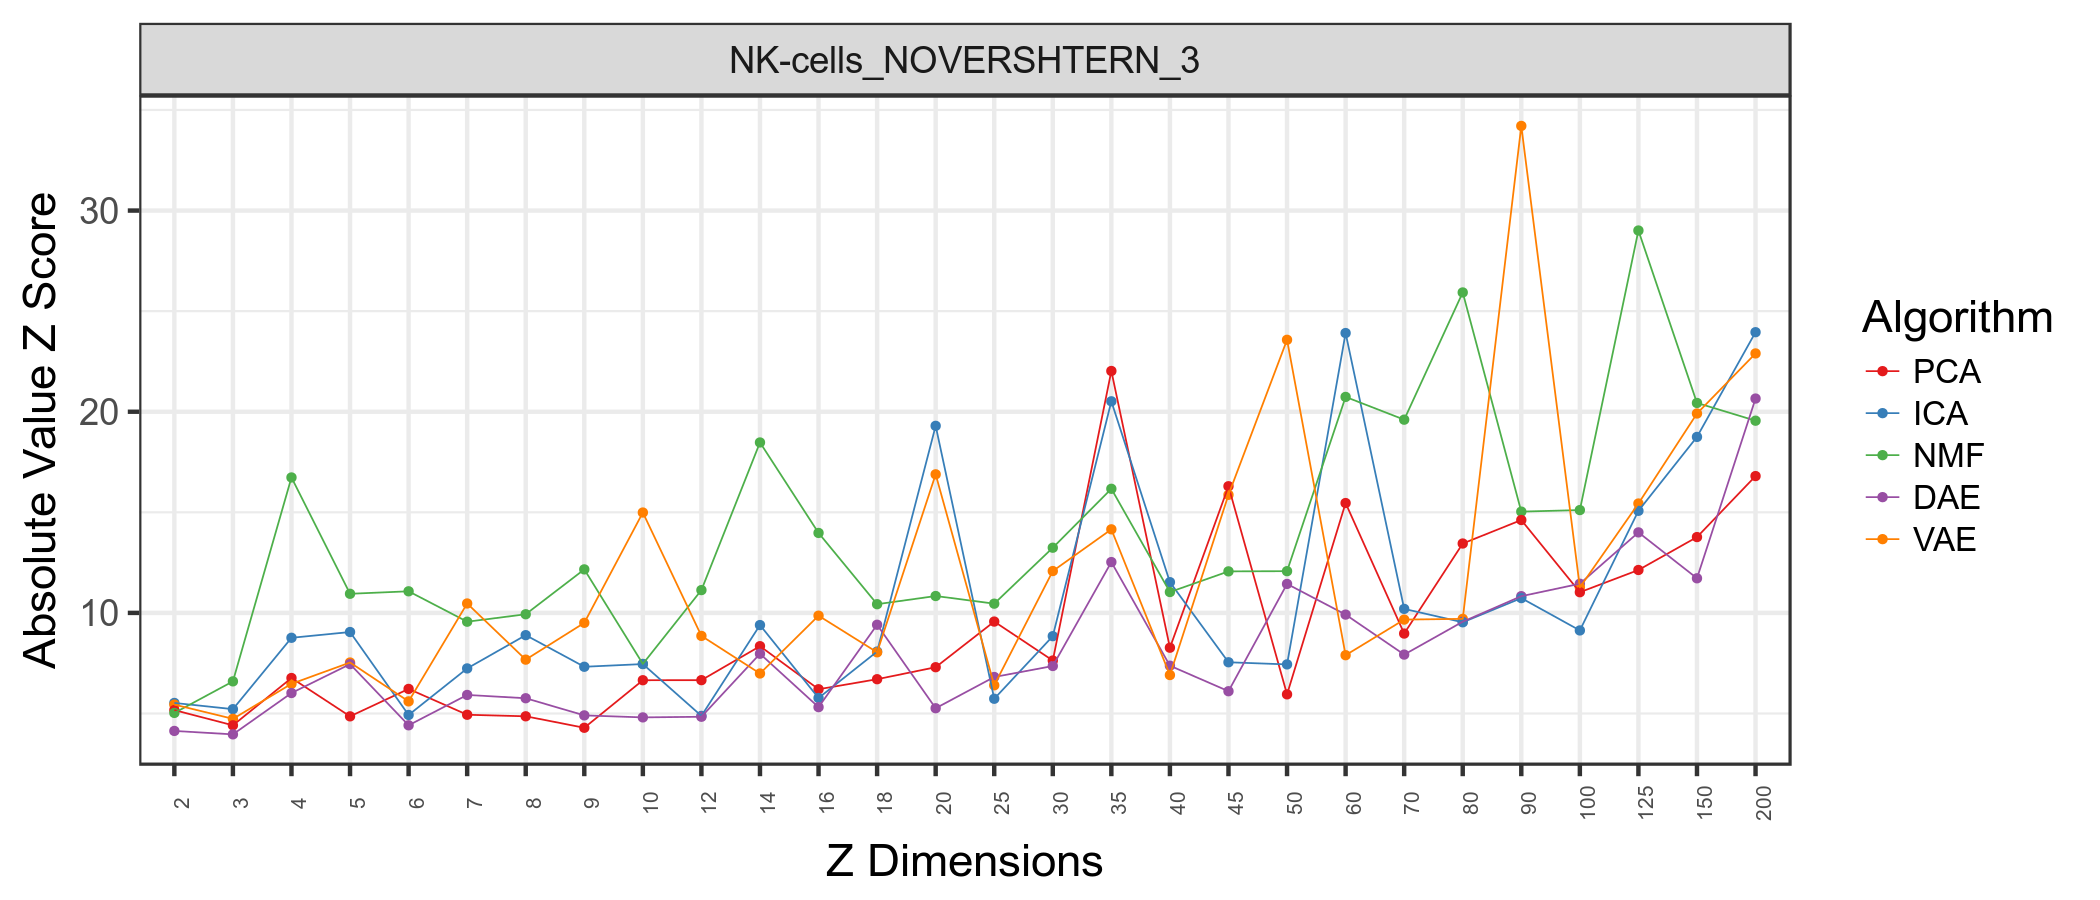 NK-cells_NOVERSHTERN_3
Absolute Value Z Score
30
20
10
2 3 4 5 6 7 8 9 10 12 14 16 18 20 25 30 35 40 45 50 60 70 80 90 100 125 150 200
Z Dimensions
Algorithm
PCA
ICA
NMF
DAE
VAE